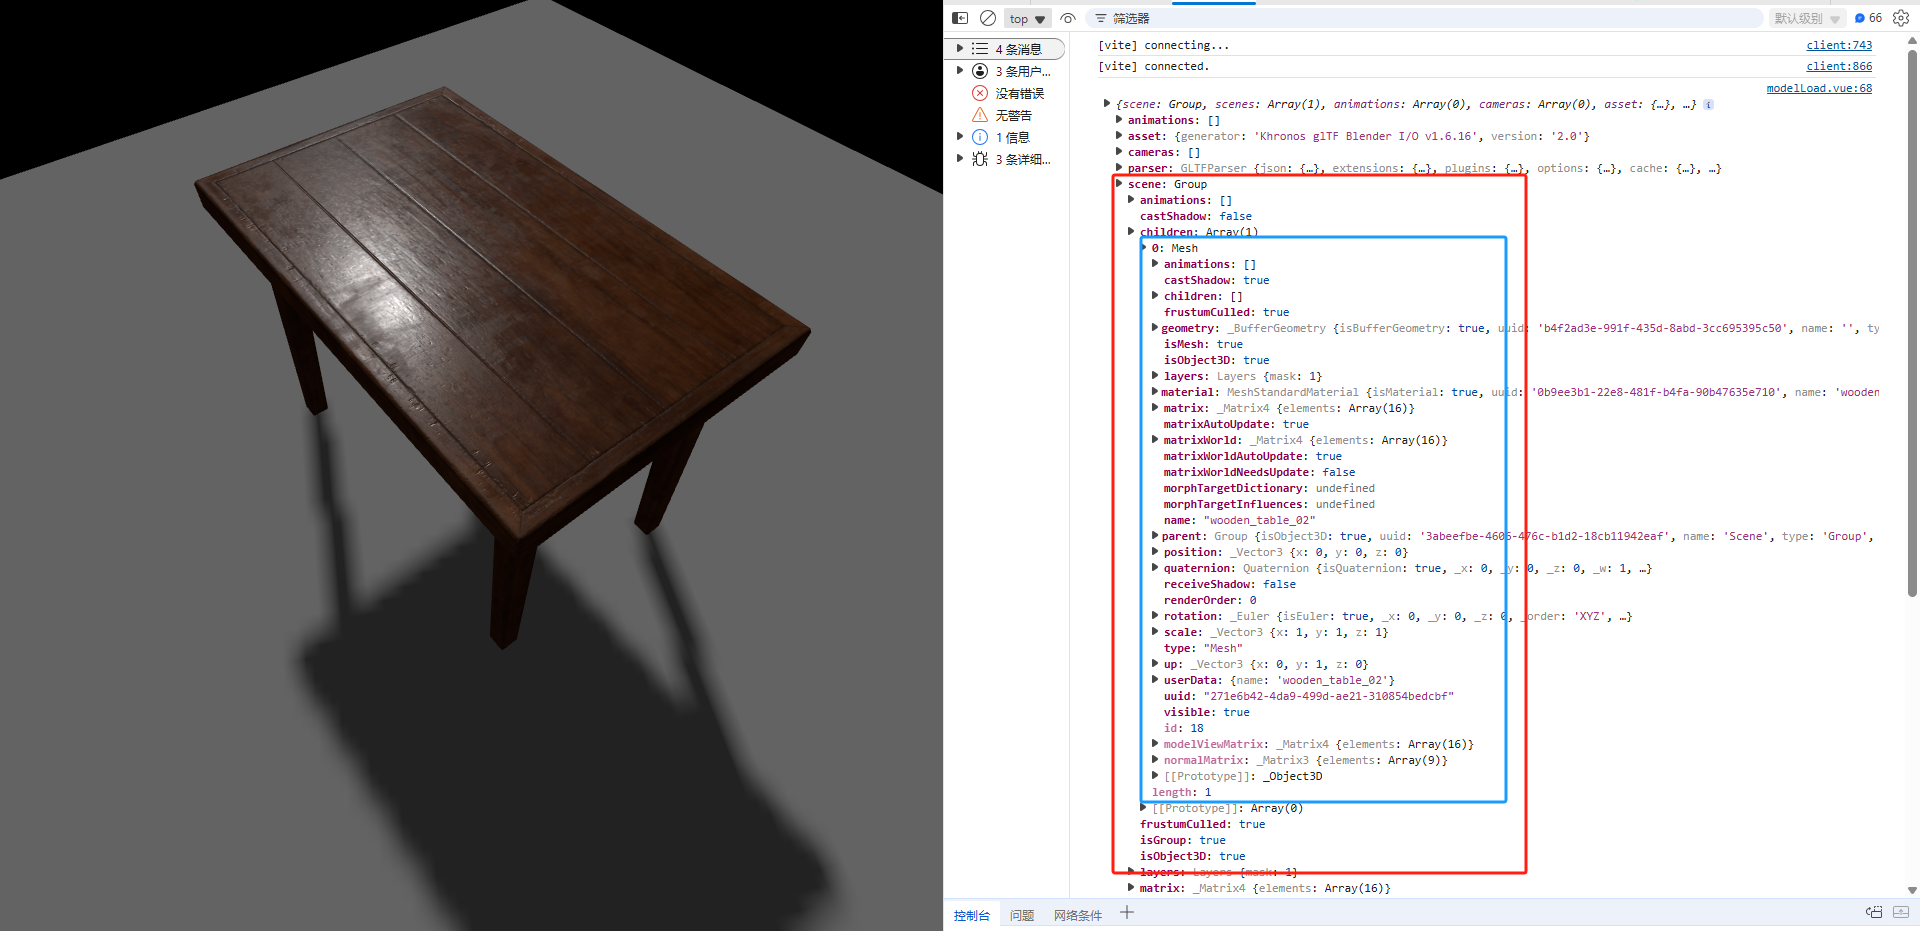 top 筛选器 默认级别 66
4 条消息
3 条用户...
没有错误
无警告
1 信息
3 条详细...
[vite] connecting... client:743
[vite] connected. client:866
modelLoad.vue:68
{scene: Group, scenes: Array(1), animations: Array(0), cameras: Array(0), asset: {…}, …} i
animations: []
asset: {generator: 'Khronos glTF Blender I/O v1.6.16', version: '2.0'}
cameras: []
parser: GLTFParser {json: {…}, extensions: {…}, plugins: {…}, options: {…}, cache: {…}, …}
scene: Group
animations: []
castShadow: false
children: Array(1)
0: Mesh
animations: []
castShadow: true
children: []
frustumCulled: true
geometry: _BufferGeometry {isBufferGeometry: true, uuid: 'b4f2ad3e-991f-435d-8abd-3cc695395c50', name: '', ty
isMesh: true
isObject3D: true
layers: Layers {mask: 1}
material: MeshStandardMaterial {isMaterial: true, uuid: '0b9ee3b1-22e8-481f-b4fa-90b47635e710', name: 'wooden
matrix: _Matrix4 {elements: Array(16)}
matrixAutoUpdate: true
matrixWorld: _Matrix4 {elements: Array(16)}
matrixWorldAutoUpdate: true
matrixWorldNeedsUpdate: false
morphTargetDictionary: undefined
morphTargetInfluences: undefined
name: "wooden_table_02"
parent: Group {isObject3D: true, uuid: '3abeefbe-4606-476c-b1d2-18cb11942eaf', name: 'Scene', type: 'Group',
position: _Vector3 {x: 0, y: 0, z: 0}
quaternion: Quaternion {isQuaternion: true, _x: 0, _y: 0, _z: 0, _w: 1, …}
receiveShadow: false
renderOrder: 0
rotation: _Euler {isEuler: true, _x: 0, _y: 0, _z: 0, _order: 'XYZ', …}
scale: _Vector3 {x: 1, y: 1, z: 1}
type: "Mesh"
up: _Vector3 {x: 0, y: 1, z: 0}
userData: {name: 'wooden_table_02'}
uuid: "271e6b42-4da9-499d-ae21-310854bedcbf"
visible: true
id: 18
modelViewMatrix: _Matrix4 {elements: Array(16)}
normalMatrix: _Matrix3 {elements: Array(9)}
[[Prototype]]: _Object3D
length: 1
[[Prototype]]: Array(0)
frustumCulled: true
isGroup: true
isObject3D: true
layers: Layers {mask: 1}
matrix: _Matrix4 {elements: Array(16)}
控制台 问题 网络条件